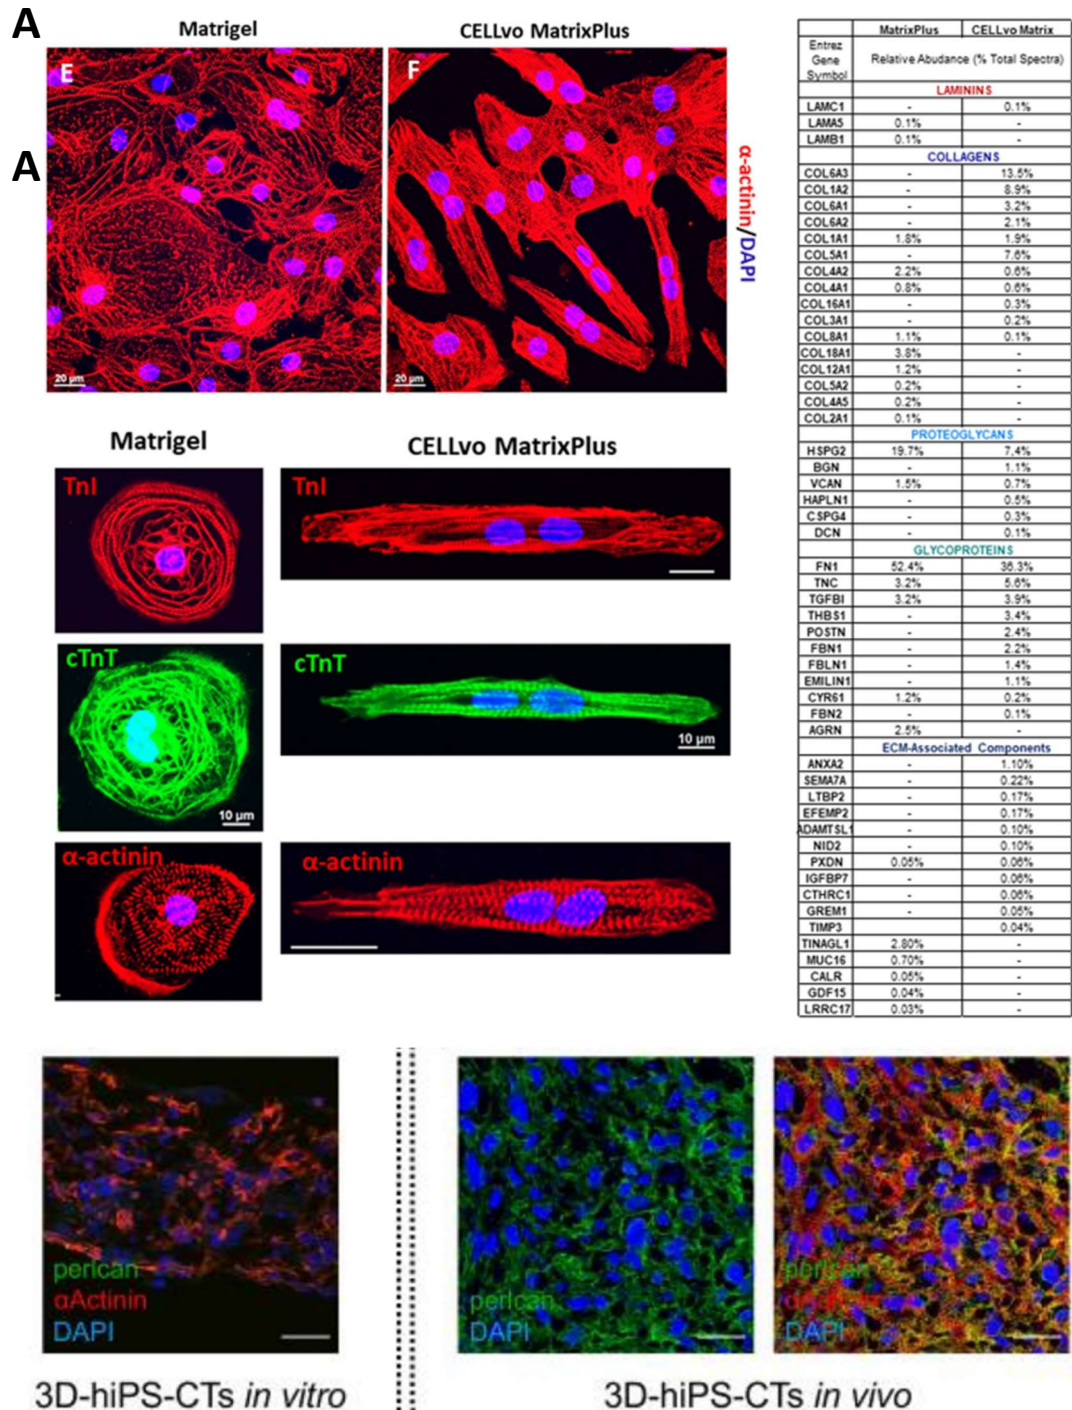 A
Matrigel
CELLvo MatrixPlus
E
F
A
α-actinin/DAPI
20 µm
20 µm
Matrigel
CELLvo MatrixPlus
TnI
TnI
cTnT
cTnT
10 µm
10 µm
α-actinin
α-actinin
MatrixPlus CELLvo Matrix
Entrez Gene Symbol Relative Abudance (% Total Spectra)
LAMININS
LAMC1 - 0.1%
LAMA5 0.1% -
LAMB1 0.1% -
COLLAGENS
COL6A3 - 13.5%
COL1A2 - 8.9%
COL6A1 - 3.2%
COL6A2 - 2.1%
COL1A1 1.8% 1.9%
COL5A1 - 7.6%
COL4A2 2.2% 0.6%
COL4A1 0.8% 0.6%
COL16A1 - 0.3%
COL3A1 - 0.2%
COL8A1 1.1% 0.1%
COL18A1 3.8% -
COL12A1 1.2% -
COL5A2 0.2% -
COL4A5 0.2% -
COL2A1 0.1% -
PROTEOGLYCANS
HSPG2 19.7% 7.4%
BGN - 1.1%
VCAN 1.5% 0.7%
HAPLN1 - 0.5%
CSPG4 - 0.3%
DCN - 0.1%
GLYCOPROTEINS
FN1 52.4% 36.3%
TNC 3.2% 5.6%
TGFBI 3.2% 3.9%
THBS1 - 3.4%
POSTN - 2.4%
FBN1 - 2.2%
FBLN1 - 1.4%
EMILIN1 - 1.1%
CYR61 1.2% 0.2%
FBN2 - 0.1%
AGRN 2.5% -
ECM-Associated Components
ANXA2 - 1.10%
SEMA7A - 0.22%
LTBP2 - 0.17%
EFEMP2 - 0.17%
ADAMTSL1 - 0.10%
NID2 - 0.10%
PXDN 0.05% 0.06%
IGFBP7 - 0.06%
CTHRC1 - 0.06%
GREM1 - 0.05%
TIMP3 0.04%
TINAGL1 2.80% -
MUC16 0.70% -
CALR 0.05% -
GDF15 0.04% -
LRRC17 0.03% -
perlcan
αActinin
DAPI
perlcan
DAPI
perlcan
DAPI
3D-hiPS-CTs in vitro
3D-hiPS-CTs in vivo